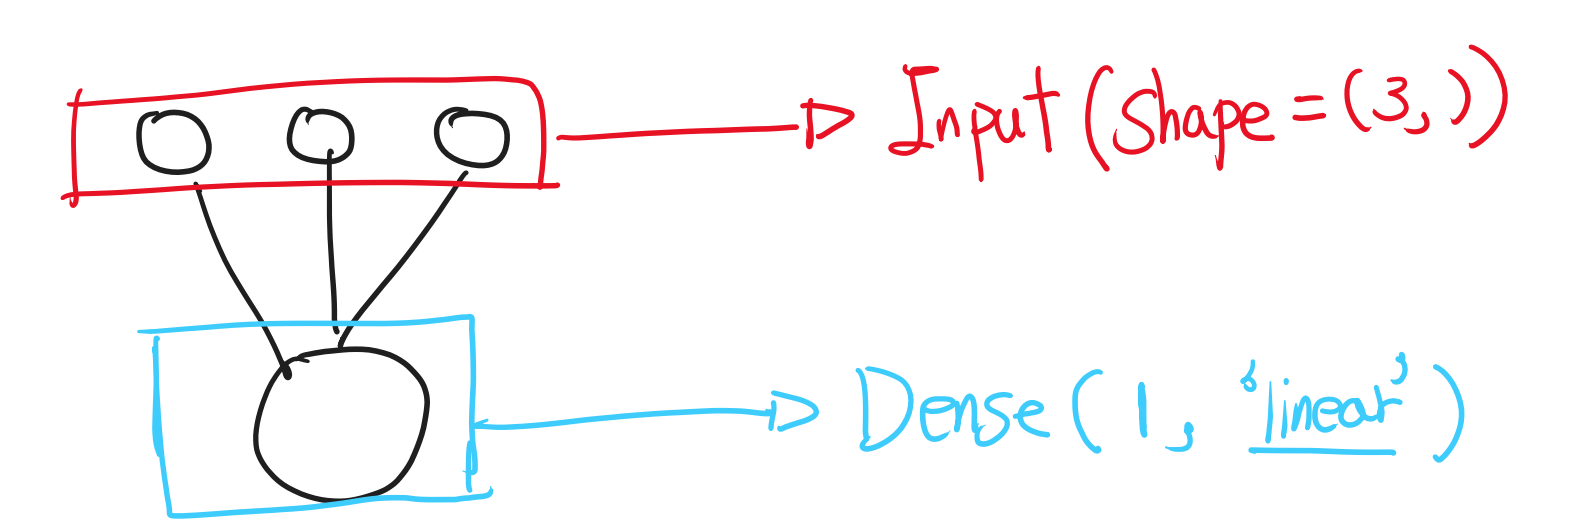 Input (shape = (3, ))
Dense (1, 'linear')